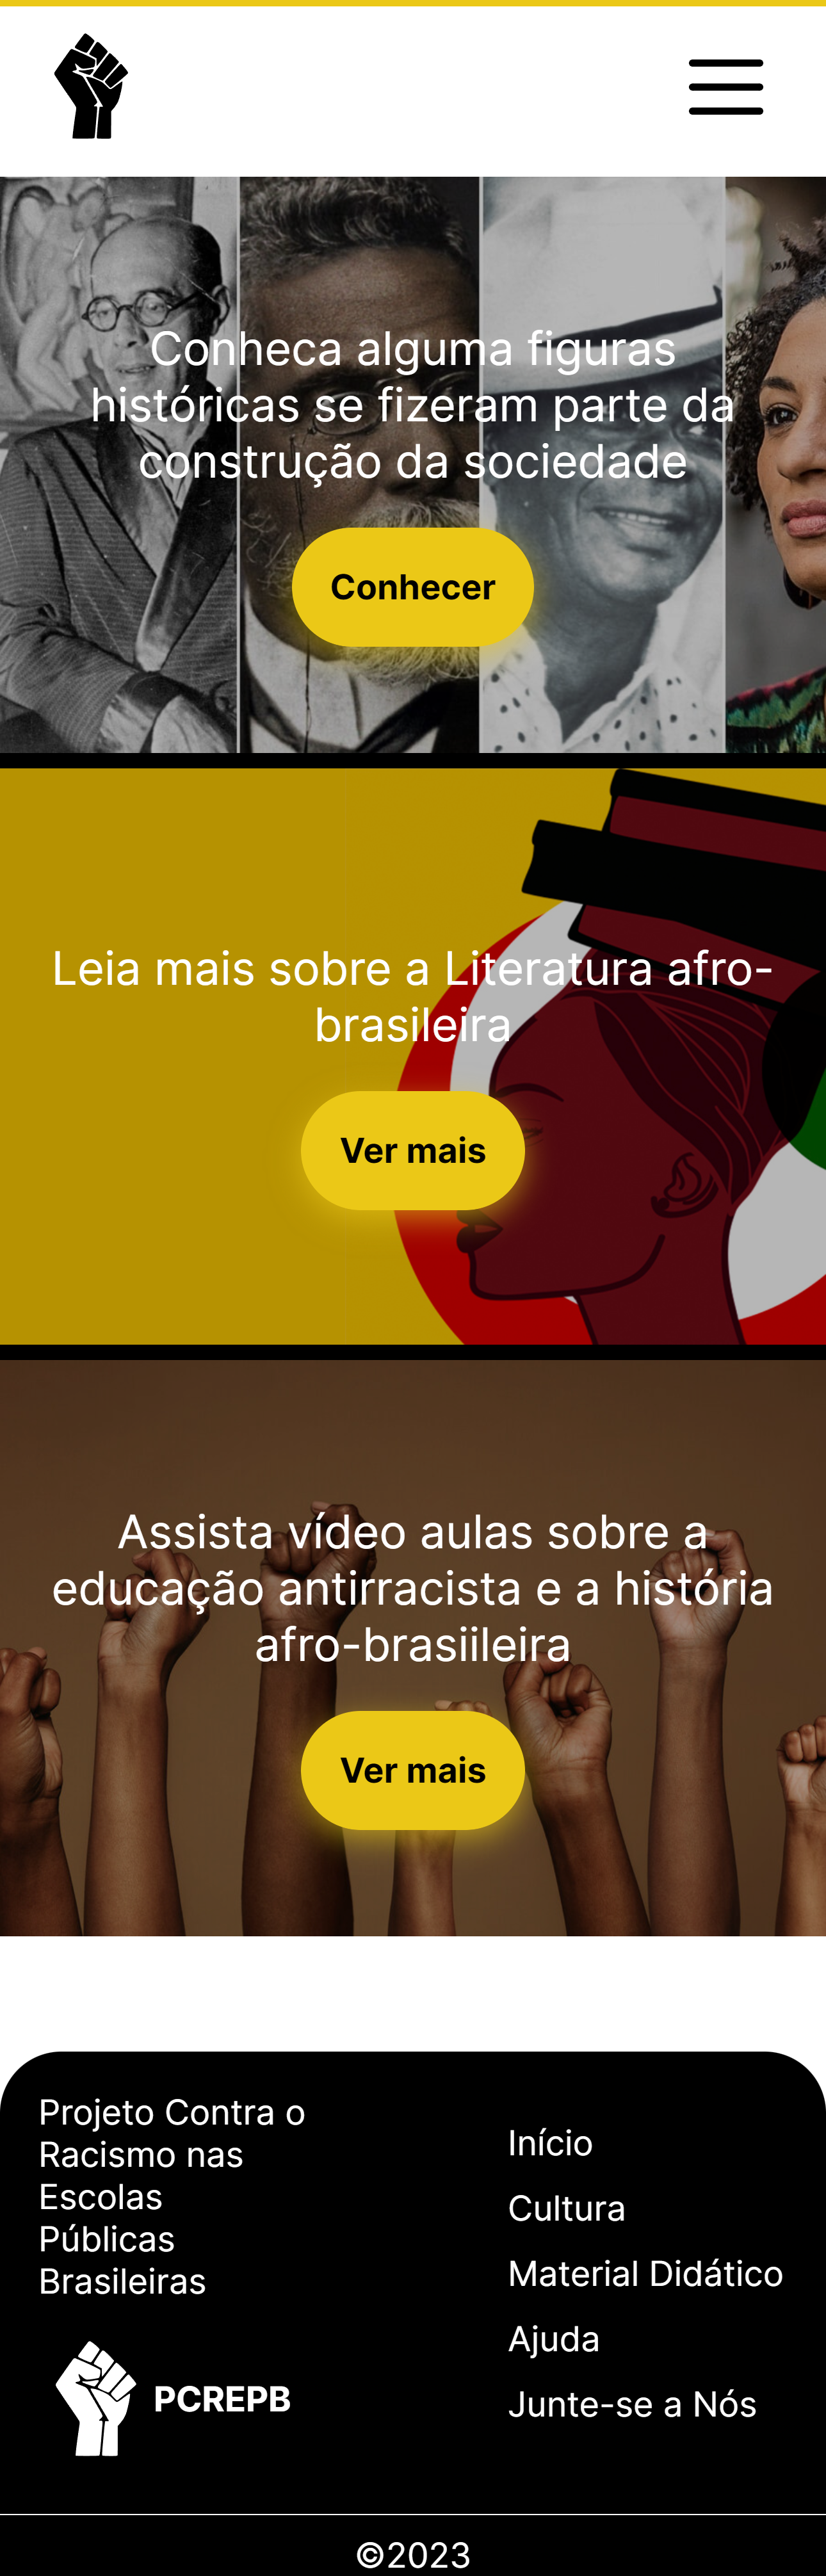 Conheca alguma figuras
históricas se fizeram parte da
construção da sociedade
Conhecer
Leia mais sobre a Literatura afro-
brasileira
Ver mais
Assista vídeo aulas sobre a
educação antirracista e a história
afro-brasiileira
Ver mais
Projeto Contra o
Racismo nas
Escolas
Públicas
Brasileiras
PCREPB
Início
Cultura
Material Didático
Ajuda
Junte-se a Nós
©2023